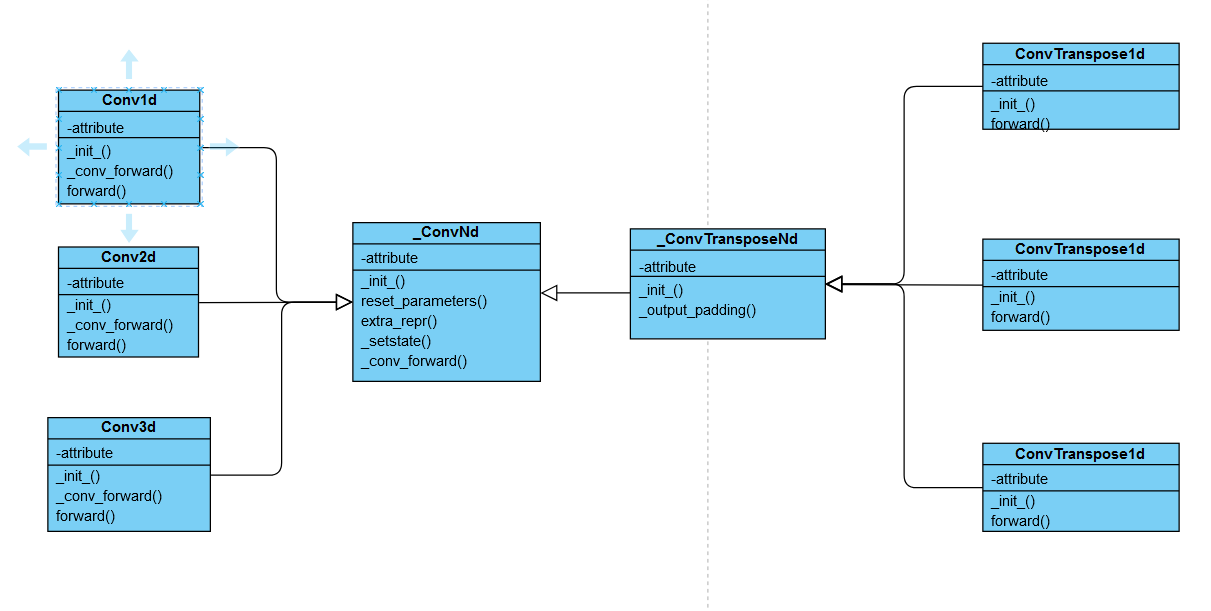 Conv1d
-attribute
_init_()
_conv_forward()
forward()
Conv2d
-attribute
_init_()
_conv_forward()
forward()
Conv3d
-attribute
_init_()
_conv_forward()
forward()
_ConvNd
-attribute
_init_()
reset_parameters()
extra_repr()
_setstate()
_conv_forward()
_ConvTransposeNd
-attribute
_init_()
_output_padding()
ConvTranspose1d
-attribute
_init_()
forward()
ConvTranspose1d
-attribute
_init_()
forward()
ConvTranspose1d
-attribute
_init_()
forward()